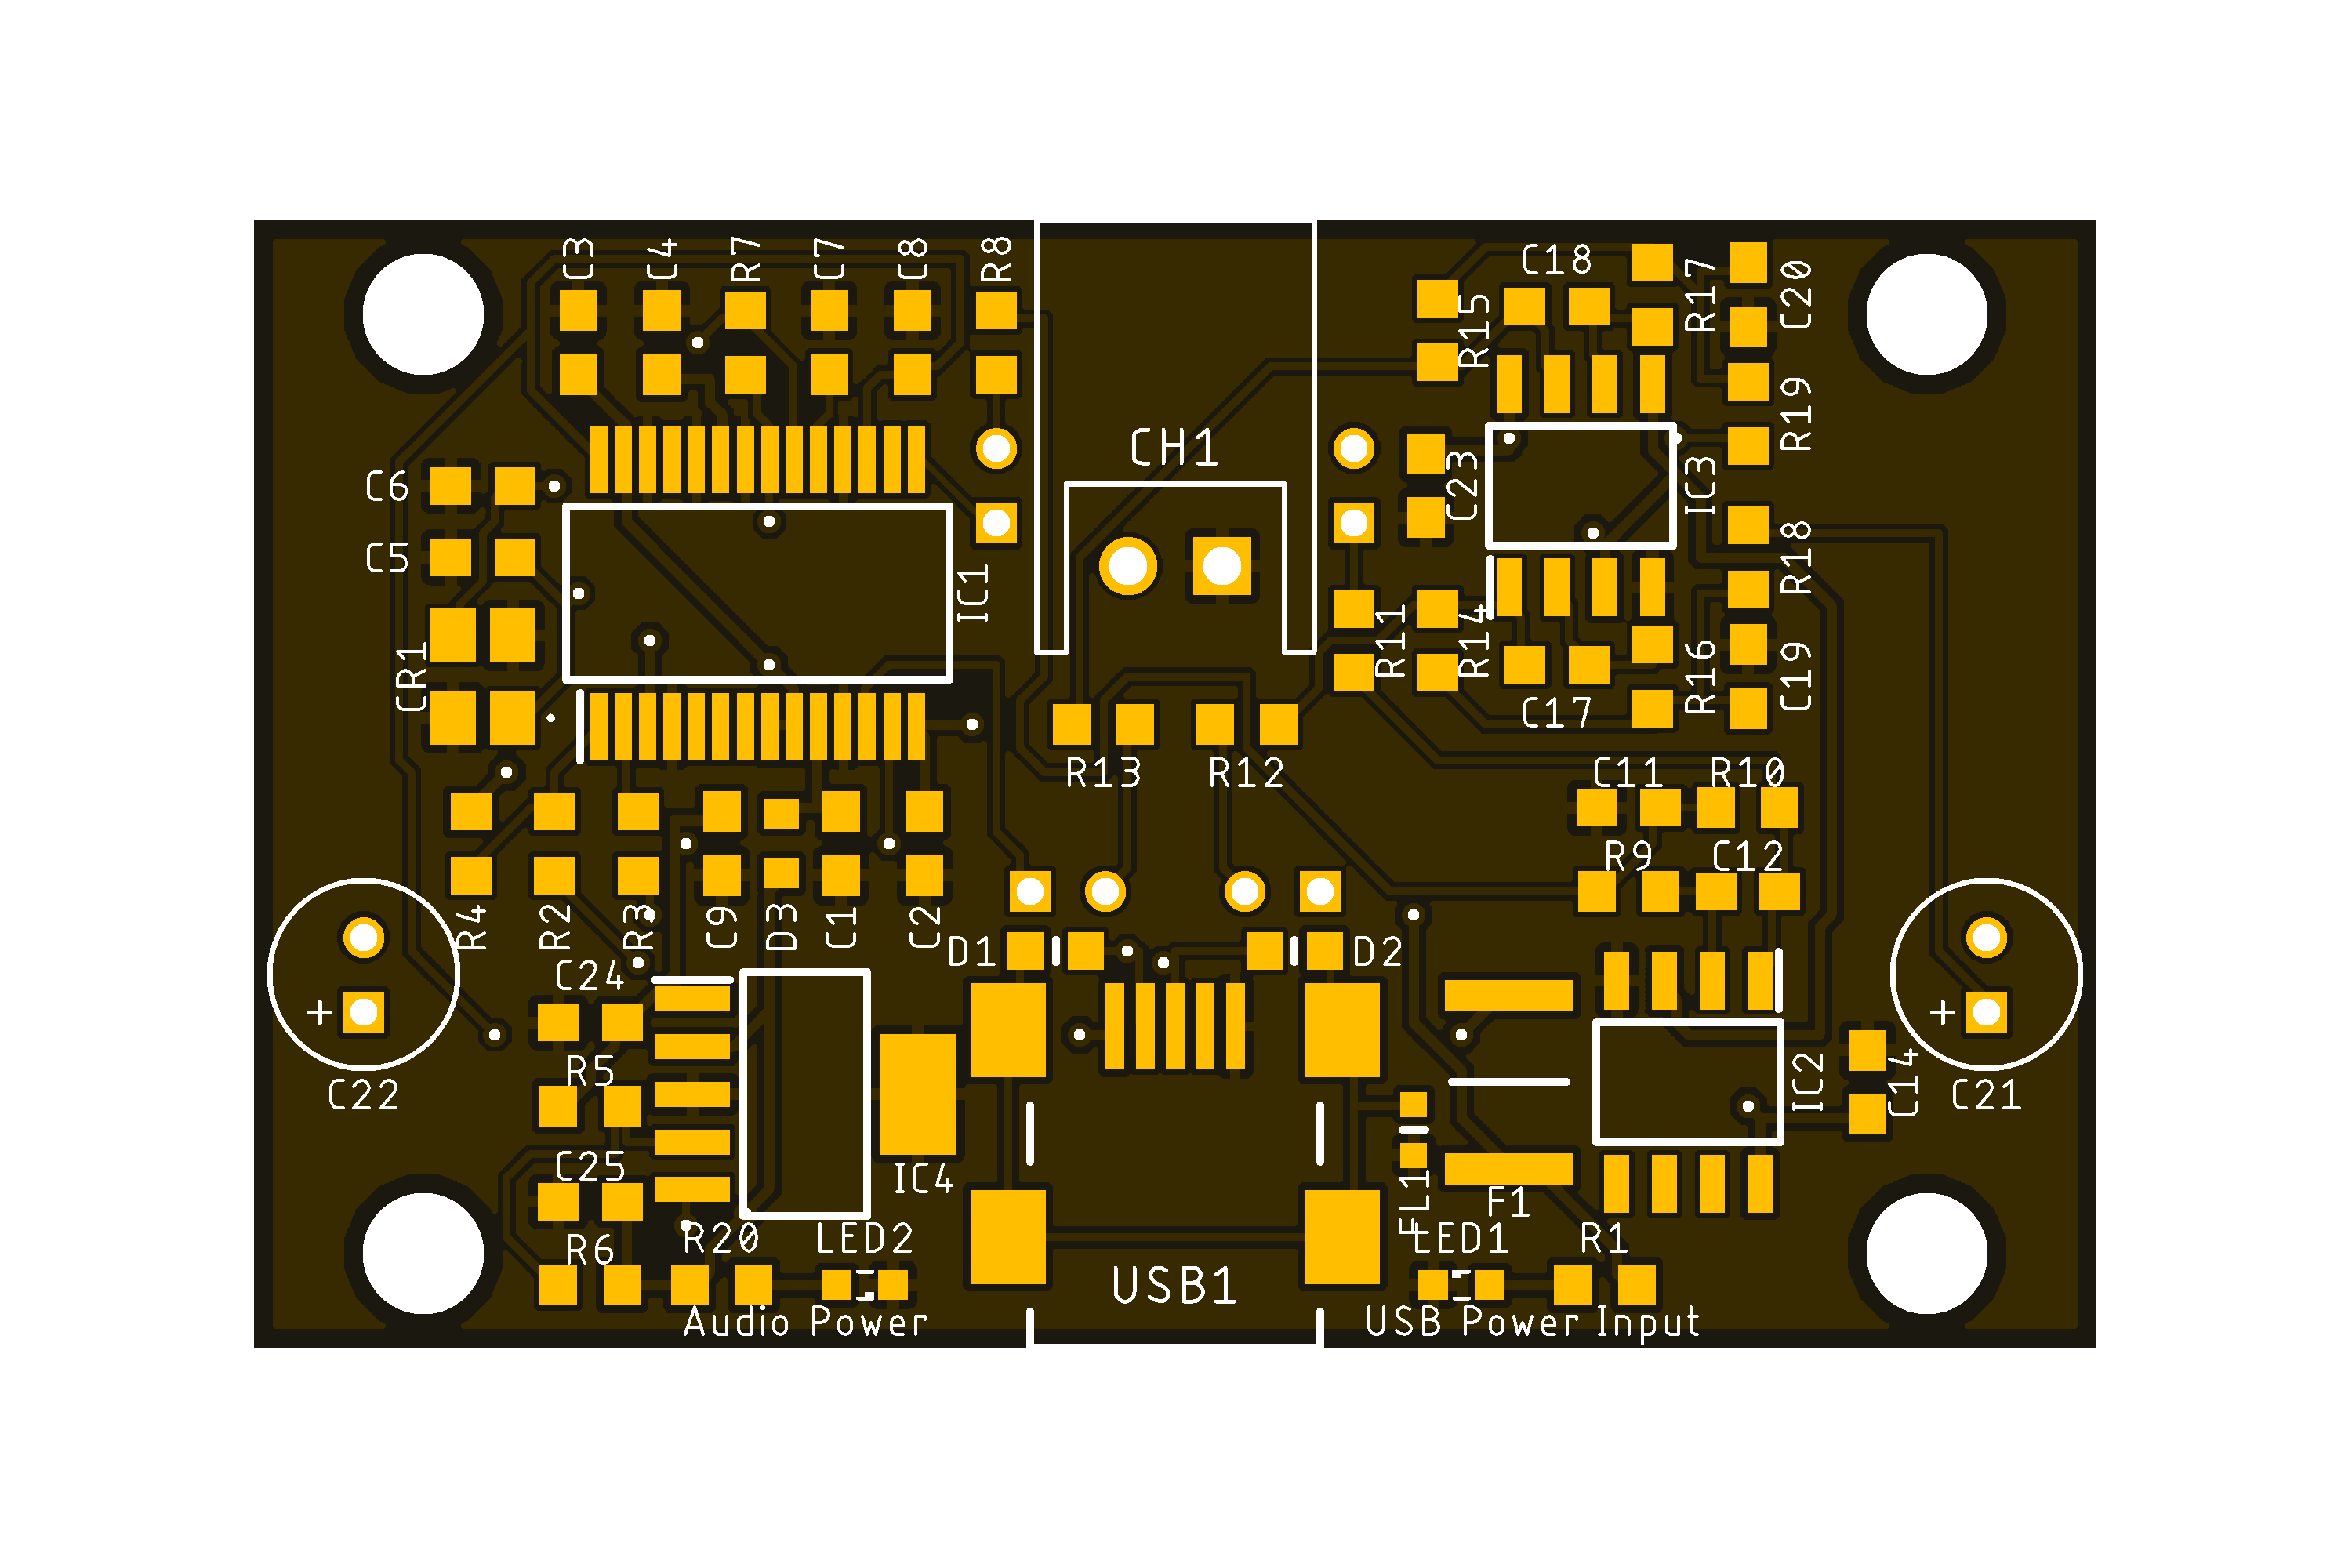 C3
C4
R7
C7
C8
R8
C18
R17
C20
R15
R19
CH1
C6
C23
IC3
C5
R18
IC1
CR1
R11
R14
R16
C19
C17
R13
R12
C11
R10
R9
C12
R4
R2
R3
C9
D3
C1
C2
D1
D2
C24
+
+
R5
C22
IC2
C14
C21
C25
IC4
FL1
F1
R6
R20
LED2
LED1
R1
USB1
Audio Power
USB Power Input